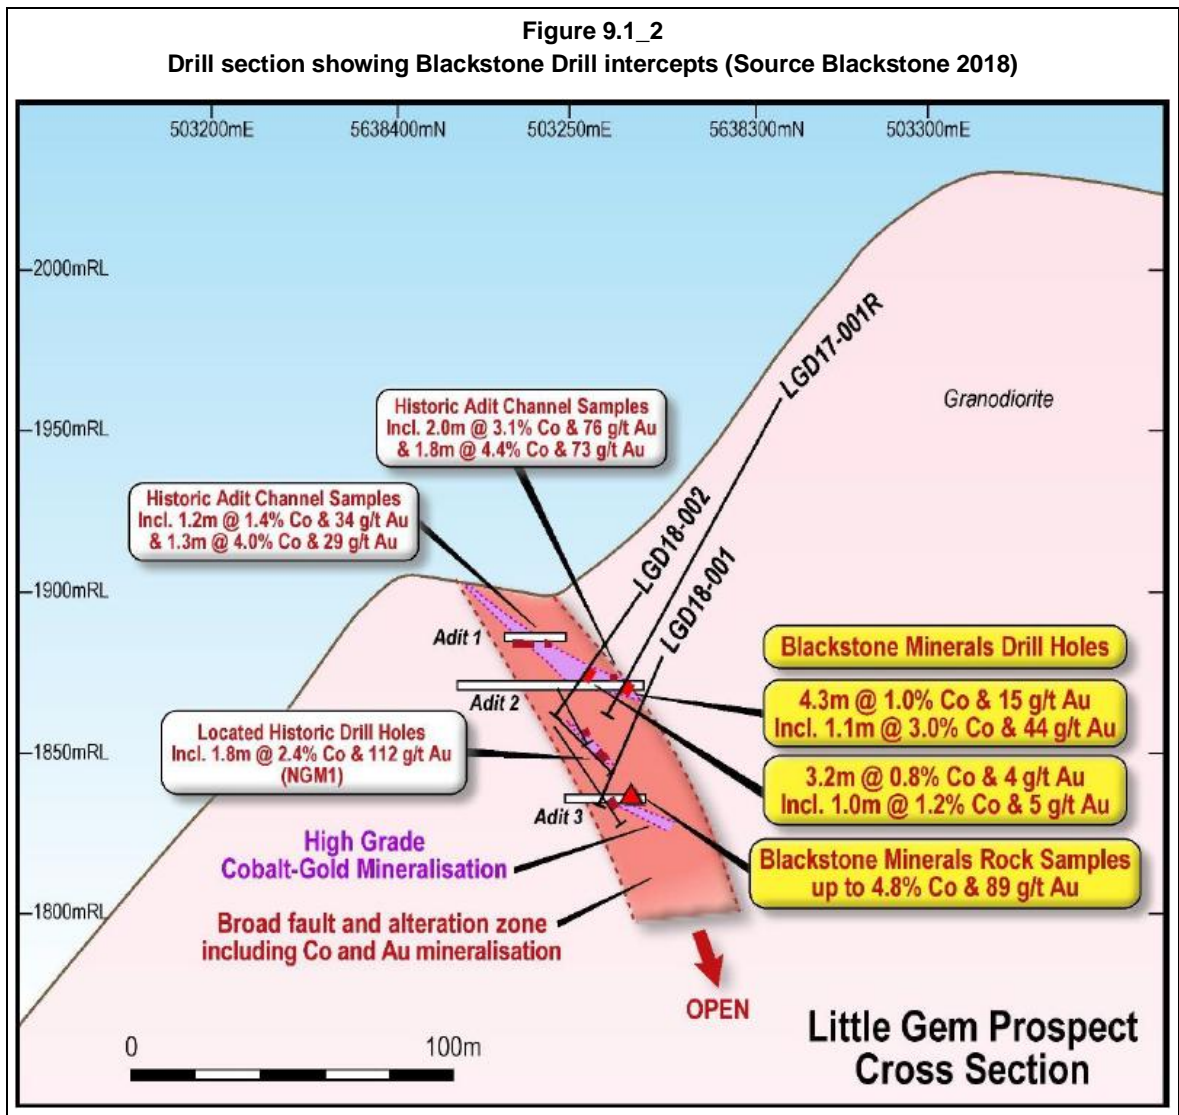 Figure 9.1_2
Drill section showing Blackstone Drill intercepts (Source Blackstone 2018)
503200mE
5638400mN
503250mE
5638300mN
503300mE
2000mRL
1950mRL
1900mRL
1850mRL
1800mRL
LGD17-001R
Granodiorite
Historic Adit Channel Samples
Incl. 2.0m @ 3.1% Co & 76 g/t Au
& 1.8m @ 4.4% Co & 73 g/t Au
Historic Adit Channel Samples
Incl. 1.2m @ 1.4% Co & 34 g/t Au
& 1.3m @ 4.0% Co & 29 g/t Au
LGD18-002
LGD18-001
Adit 1
Adit 2
Adit 3
Blackstone Minerals Drill Holes
4.3m @ 1.0% Co & 15 g/t Au
Incl. 1.1m @ 3.0% Co & 44 g/t Au
Located Historic Drill Holes
Incl. 1.8m @ 2.4% Co & 112 g/t Au
(NGM1)
3.2m @ 0.8% Co & 4 g/t Au
Incl. 1.0m @ 1.2% Co & 5 g/t Au
High Grade
Cobalt-Gold Mineralisation
Blackstone Minerals Rock Samples
up to 4.8% Co & 89 g/t Au
Broad fault and alteration zone
including Co and Au mineralisation
OPEN
Little Gem Prospect
Cross Section
0
100m